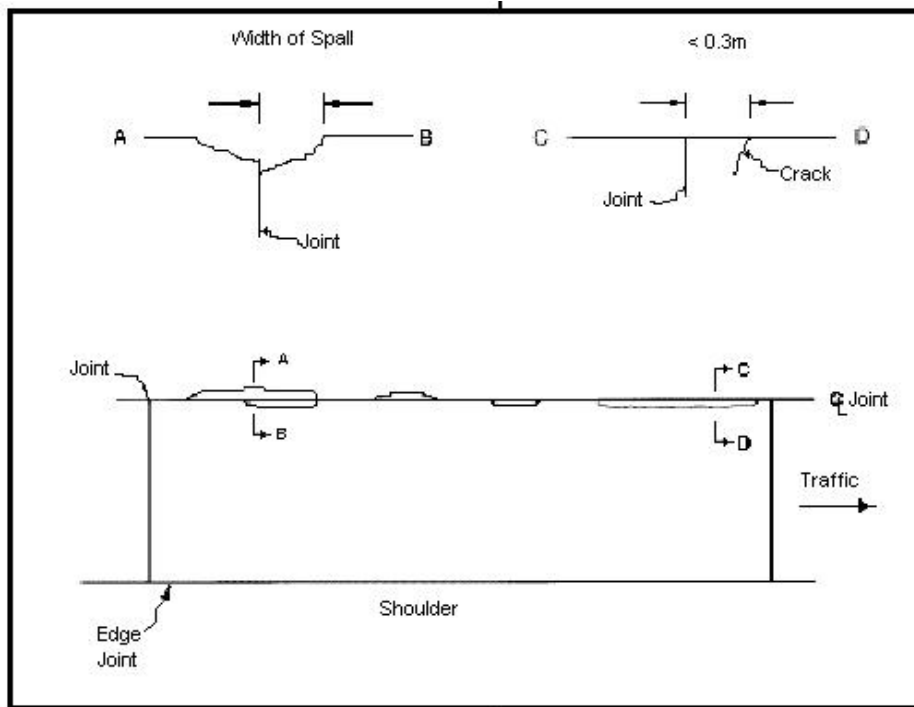 Width of Spall
< 0.3m
A
B
C
D
Crack
Joint
Joint
Joint
A
C
℄ Joint
B
D
Traffic
Shoulder
Edge
Joint